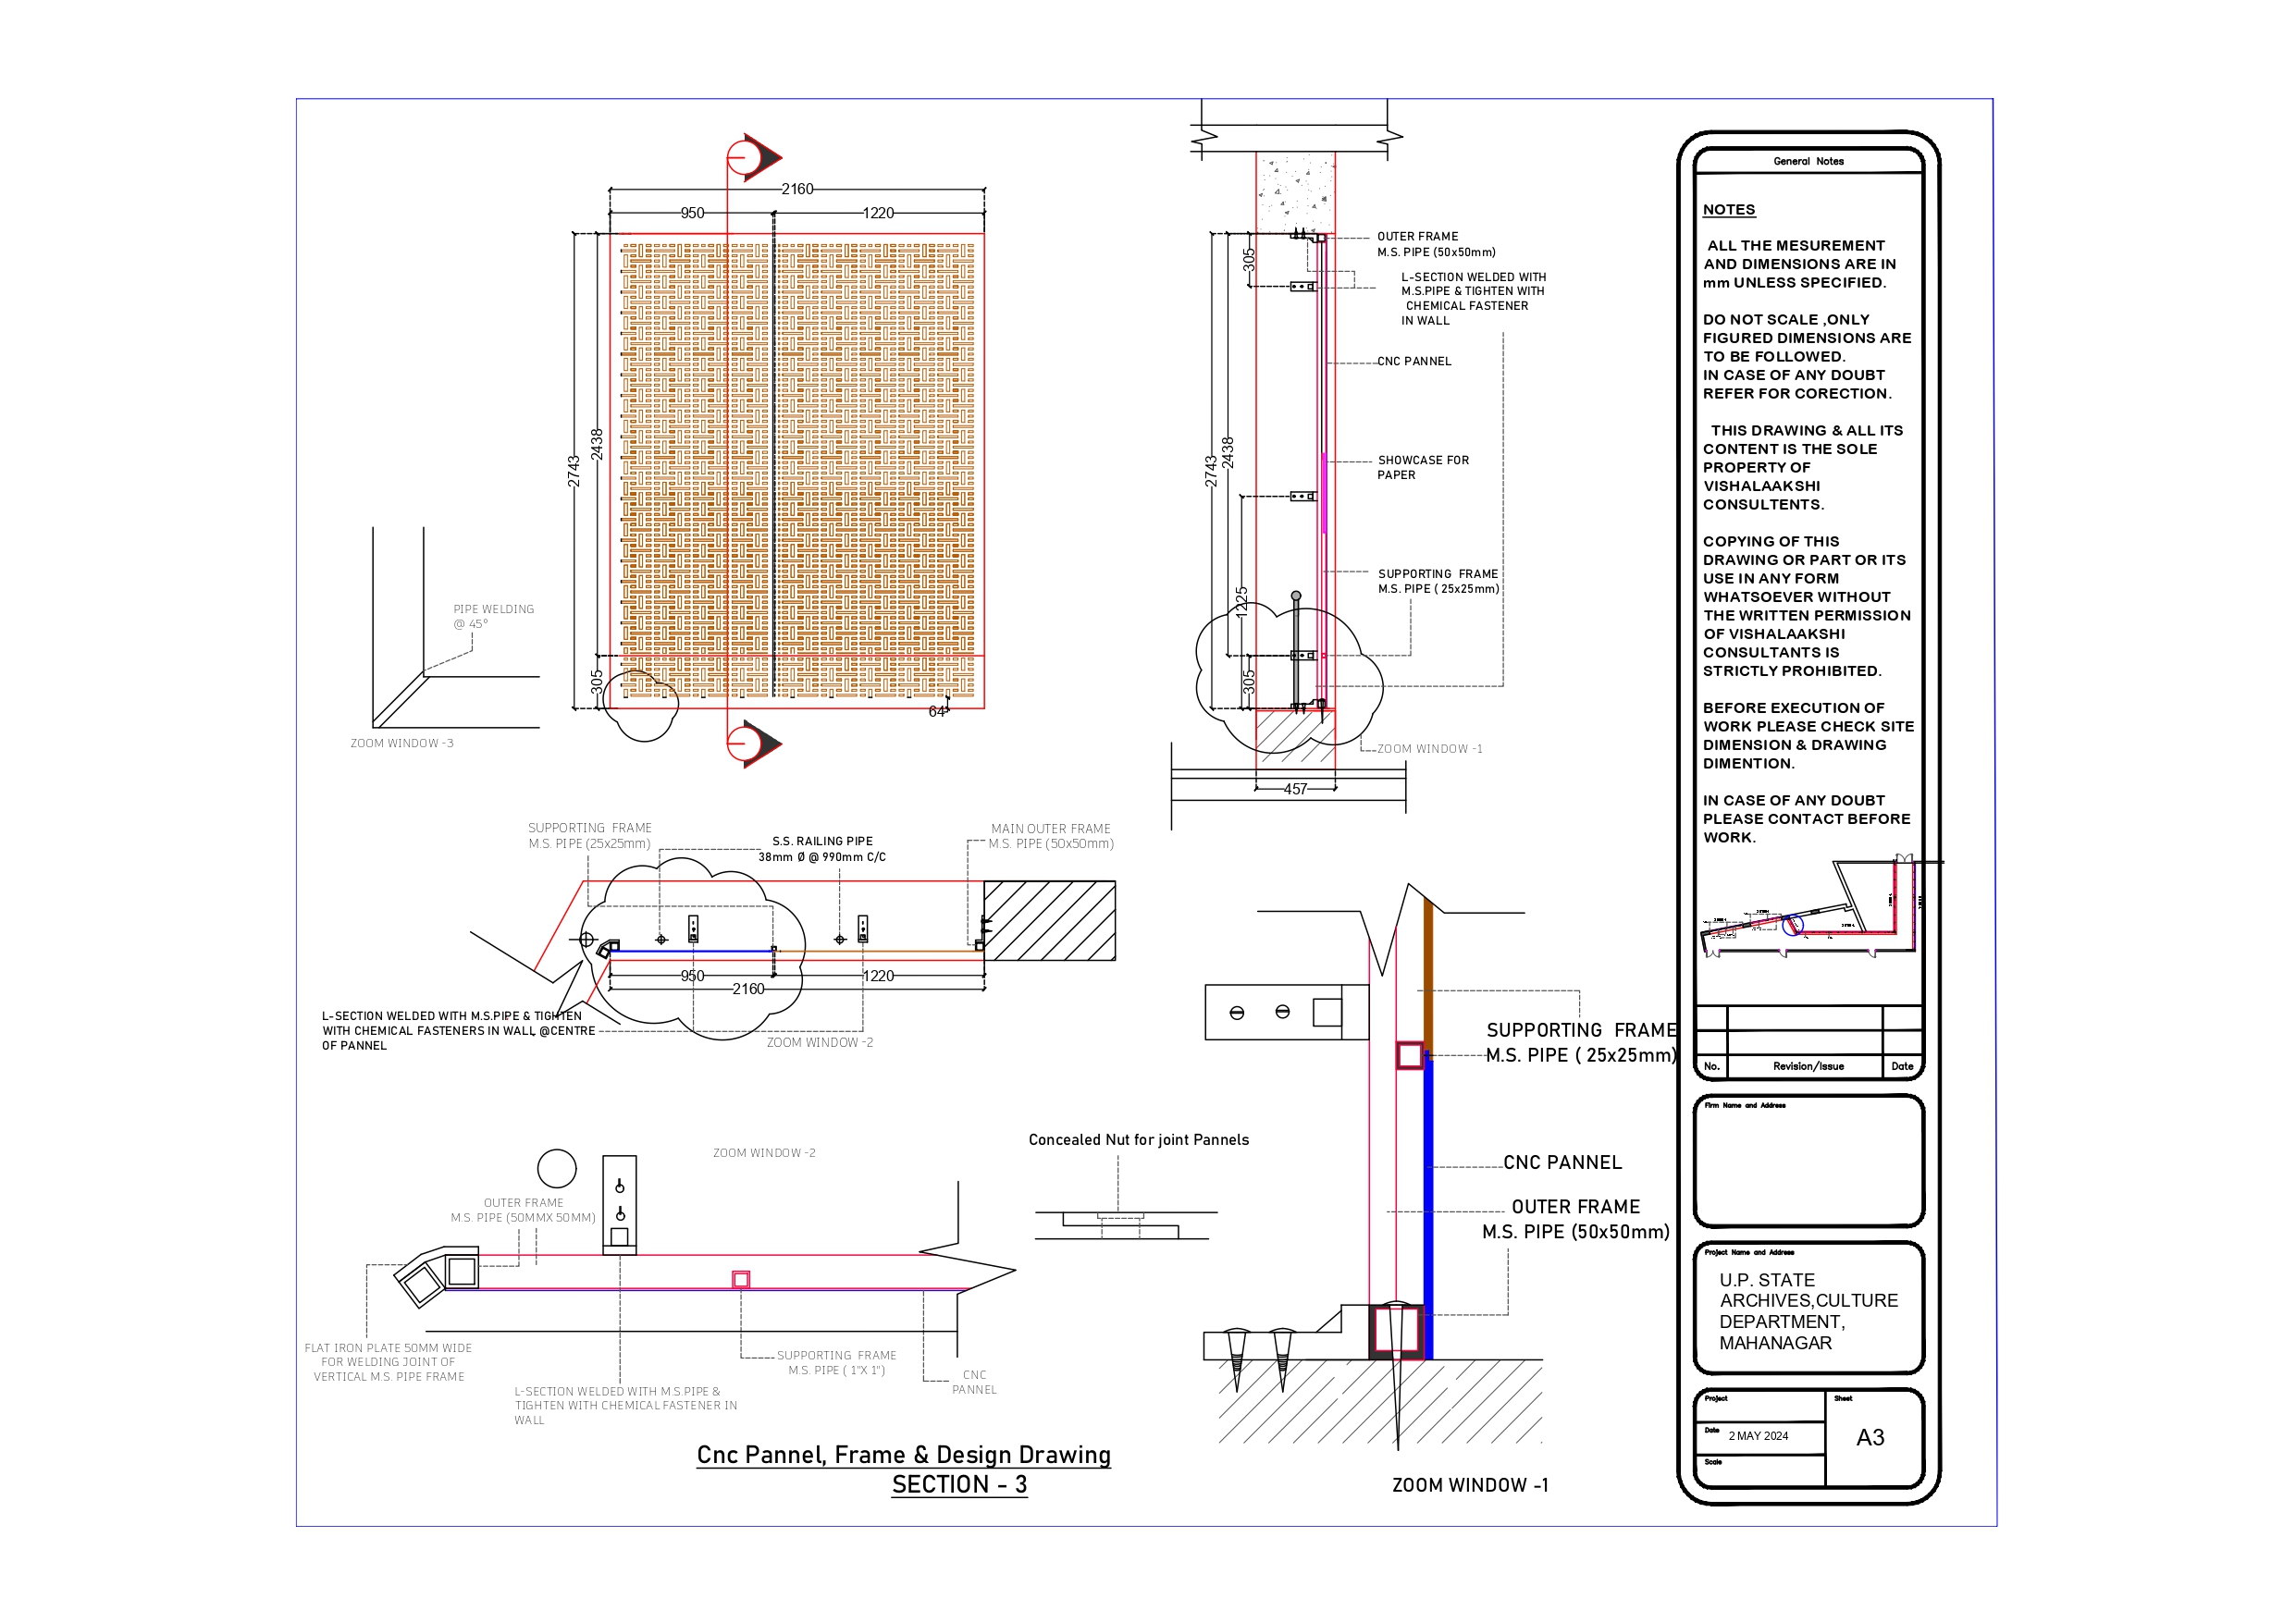 2160
950
1220
2743
2438
305
64
PIPE WELDING
@ 45°
ZOOM WINDOW -3
305
2743
2438
1225
305
457
OUTER FRAME
M.S. PIPE (50x50mm)
L-SECTION WELDED WITH
M.S.PIPE & TIGHTEN WITH
CHEMICAL FASTENER
IN WALL
CNC PANNEL
SHOWCASE FOR
PAPER
SUPPORTING FRAME
M.S. PIPE ( 25x25mm)
ZOOM WINDOW -1
SUPPORTING FRAME
M.S. PIPE (25x25mm)
S.S. RAILING PIPE
38mm Ø @ 990mm C/C
MAIN OUTER FRAME
M.S. PIPE (50x50mm)
950
1220
2160
L-SECTION WELDED WITH M.S.PIPE & TIGHTEN
WITH CHEMICAL FASTENERS IN WALL @CENTRE
OF PANNEL
ZOOM WINDOW -2
ZOOM WINDOW -2
OUTER FRAME
M.S. PIPE (50MMX 50MM)
FLAT IRON PLATE 50MM WIDE
FOR WELDING JOINT OF
VERTICAL M.S. PIPE FRAME
L-SECTION WELDED WITH M.S.PIPE &
TIGHTEN WITH CHEMICAL FASTENER IN
WALL
SUPPORTING FRAME
M.S. PIPE ( 1"X 1")
CNC
PANNEL
Concealed Nut for joint Pannels
SUPPORTING FRAME
M.S. PIPE ( 25x25mm)
CNC PANNEL
OUTER FRAME
M.S. PIPE (50x50mm)
ZOOM WINDOW -1
Cnc Pannel, Frame & Design Drawing
SECTION - 3
General Notes
NOTES
ALL THE MESUREMENT
AND DIMENSIONS ARE IN
mm UNLESS SPECIFIED.
DO NOT SCALE ,ONLY
FIGURED DIMENSIONS ARE
TO BE FOLLOWED.
IN CASE OF ANY DOUBT
REFER FOR CORECTION.
THIS DRAWING & ALL ITS
CONTENT IS THE SOLE
PROPERTY OF
VISHALAAKSHI
CONSULTENTS.
COPYING OF THIS
DRAWING OR PART OR ITS
USE IN ANY FORM
WHATSOEVER WITHOUT
THE WRITTEN PERMISSION
OF VISHALAAKSHI
CONSULTANTS IS
STRICTLY PROHIBITED.
BEFORE EXECUTION OF
WORK PLEASE CHECK SITE
DIMENSION & DRAWING
DIMENTION.
IN CASE OF ANY DOUBT
PLEASE CONTACT BEFORE
WORK.
No. Revision/Issue Date
Firm Name and Address
Project Name and Address
U.P. STATE
ARCHIVES,CULTURE
DEPARTMENT,
MAHANAGAR
Project
Sheet
Date 2 MAY 2024
A3
Scale